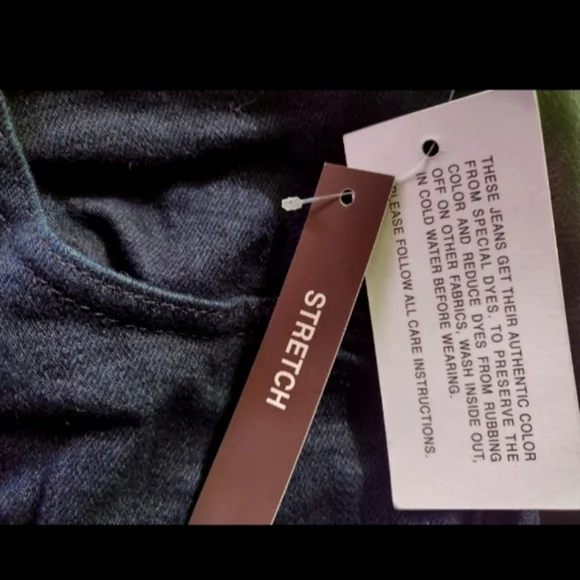 STRETCH
THESE JEANS GET THEIR AUTHENTIC COLOR
FROM SPECIAL DYES. TO PRESERVE THE
COLOR AND REDUCE DYES FROM RUBBING
OFF ON OTHER FABRICS, WASH INSIDE OUT,
IN COLD WATER BEFORE WEARING.
PLEASE FOLLOW ALL CARE INSTRUCTIONS.